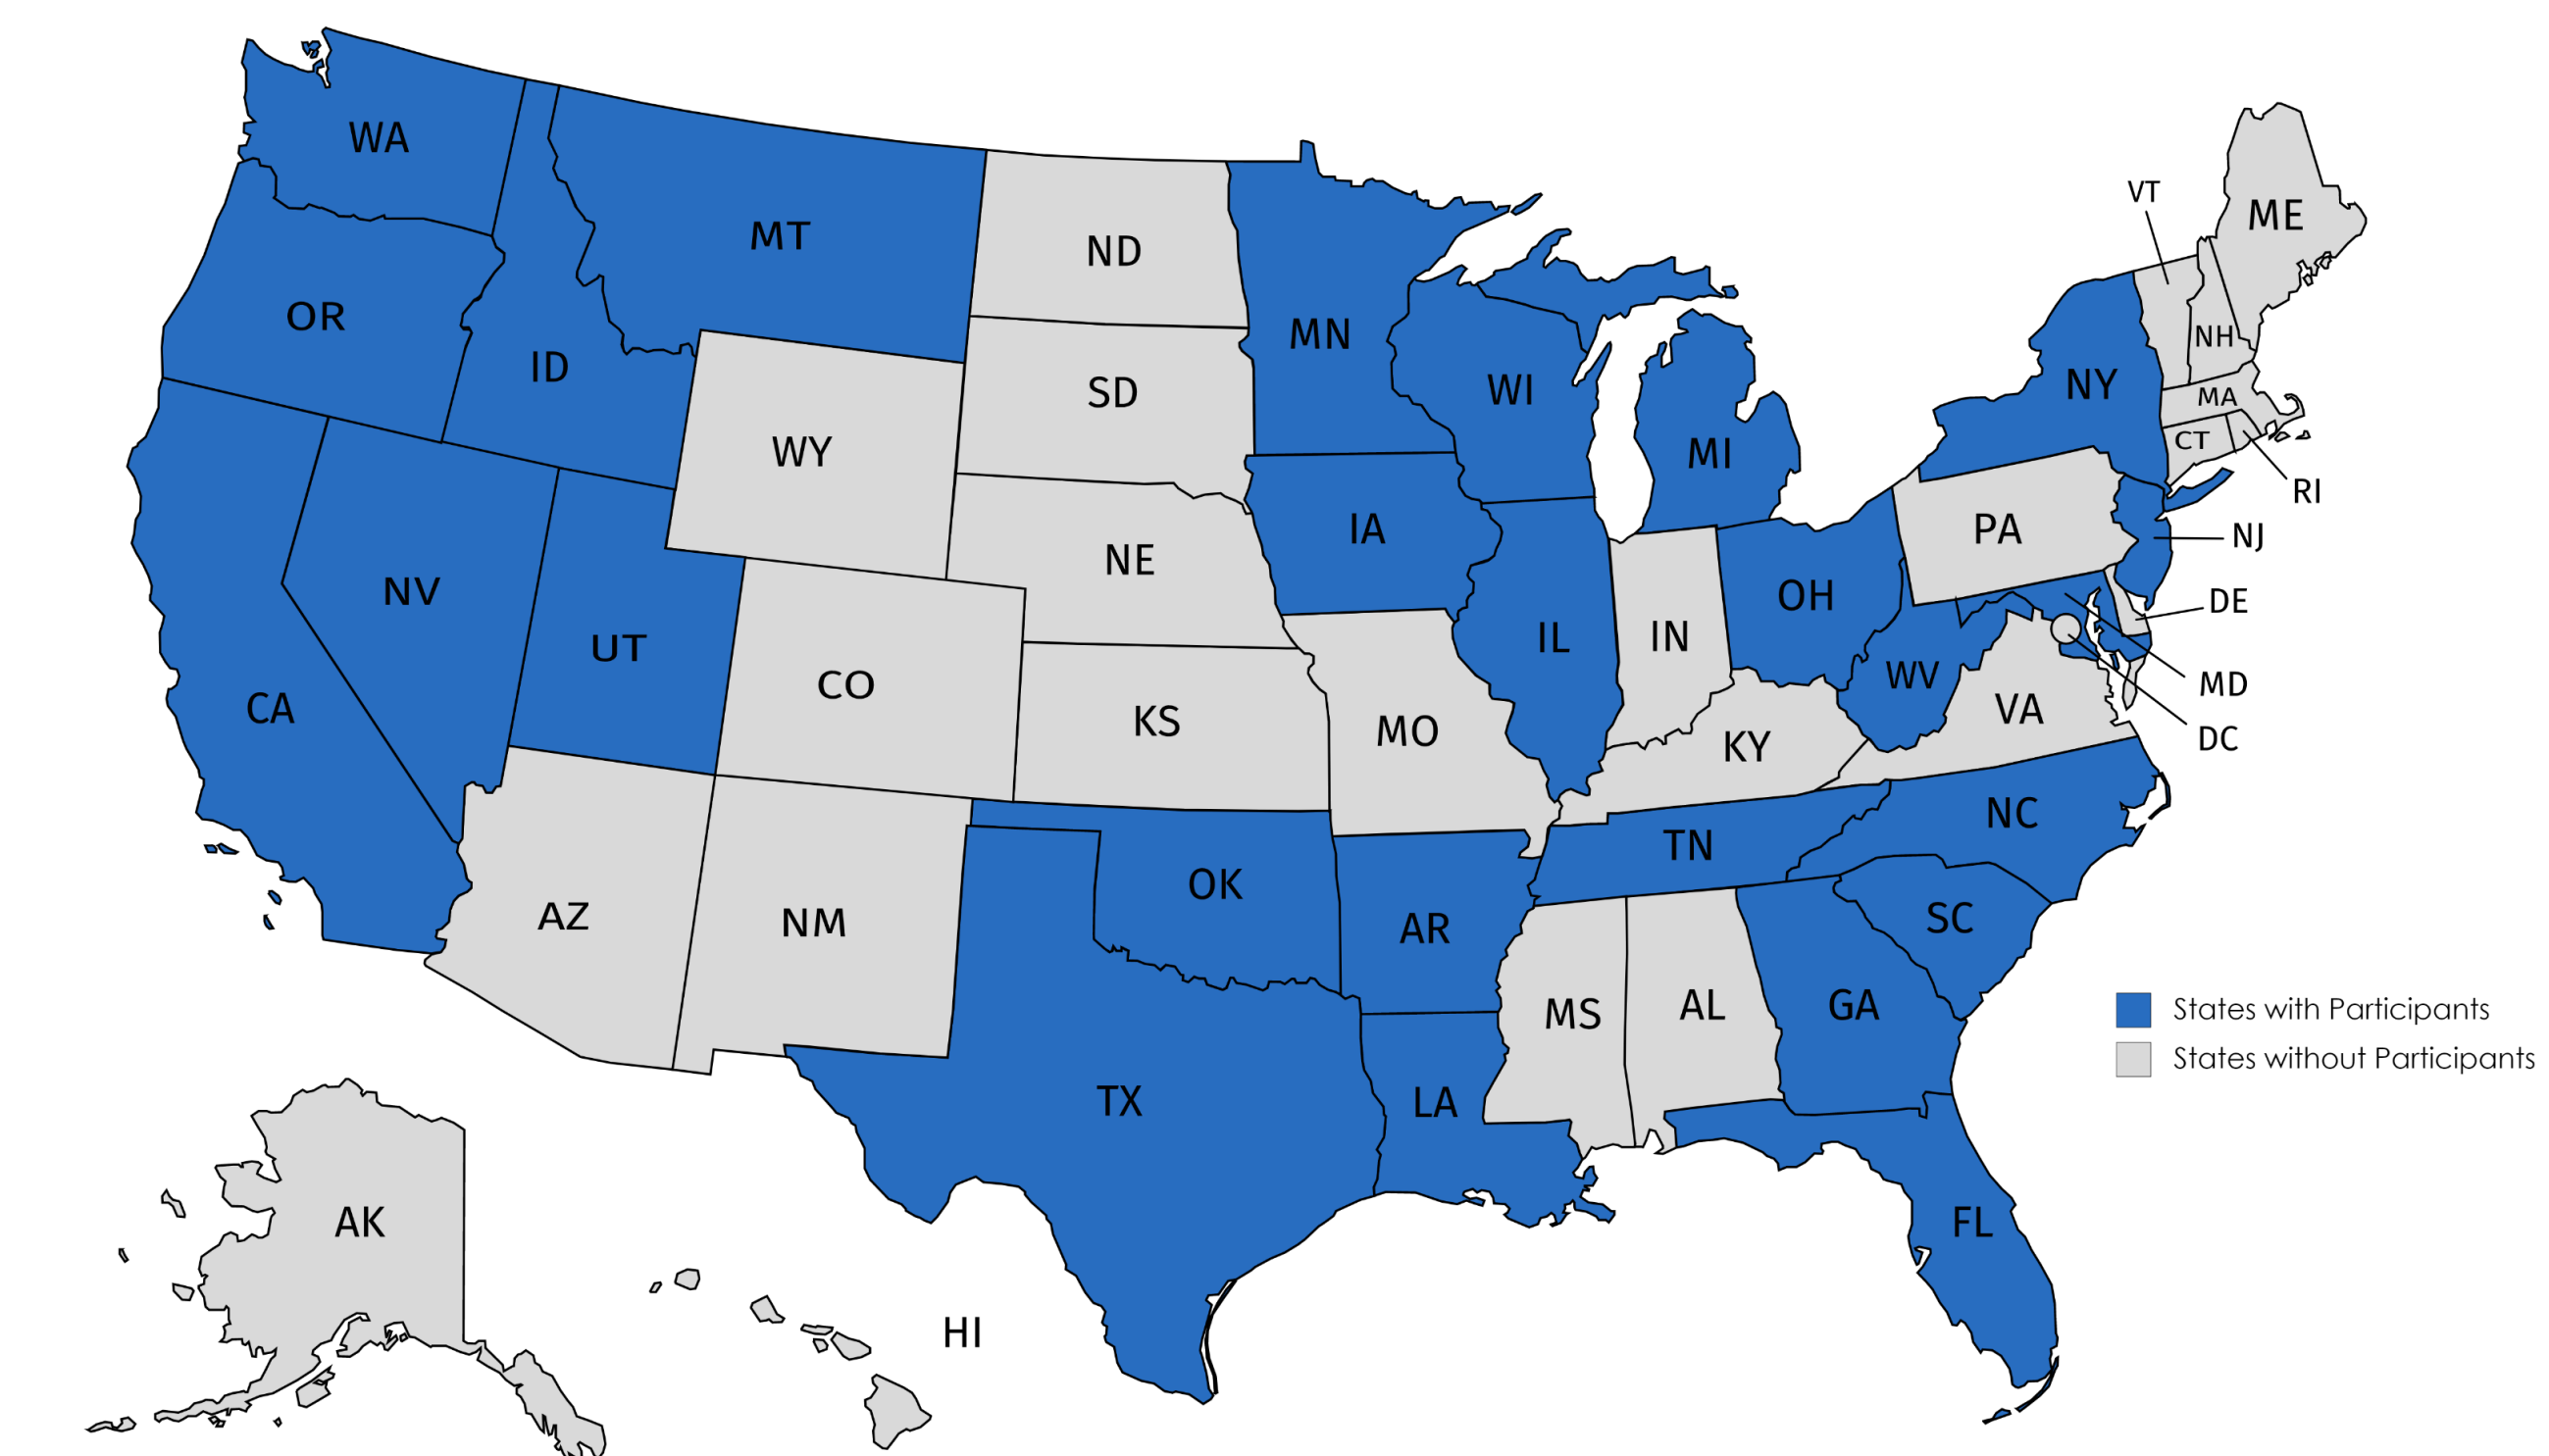 WA
MT
ND
MN
VT
ME
OR
ID
SD
WI
MI
NY
NH
MA
CT
RI
WY
NE
IA
PA
NJ
NV
UT
CO
KS
MO
IL
IN
OH
WV
VA
DE
MD
DC
CA
KY
AZ
NM
OK
AR
TN
NC
SC
TX
LA
MS
AL
GA
States with Participants
States without Participants
AK
HI
FL